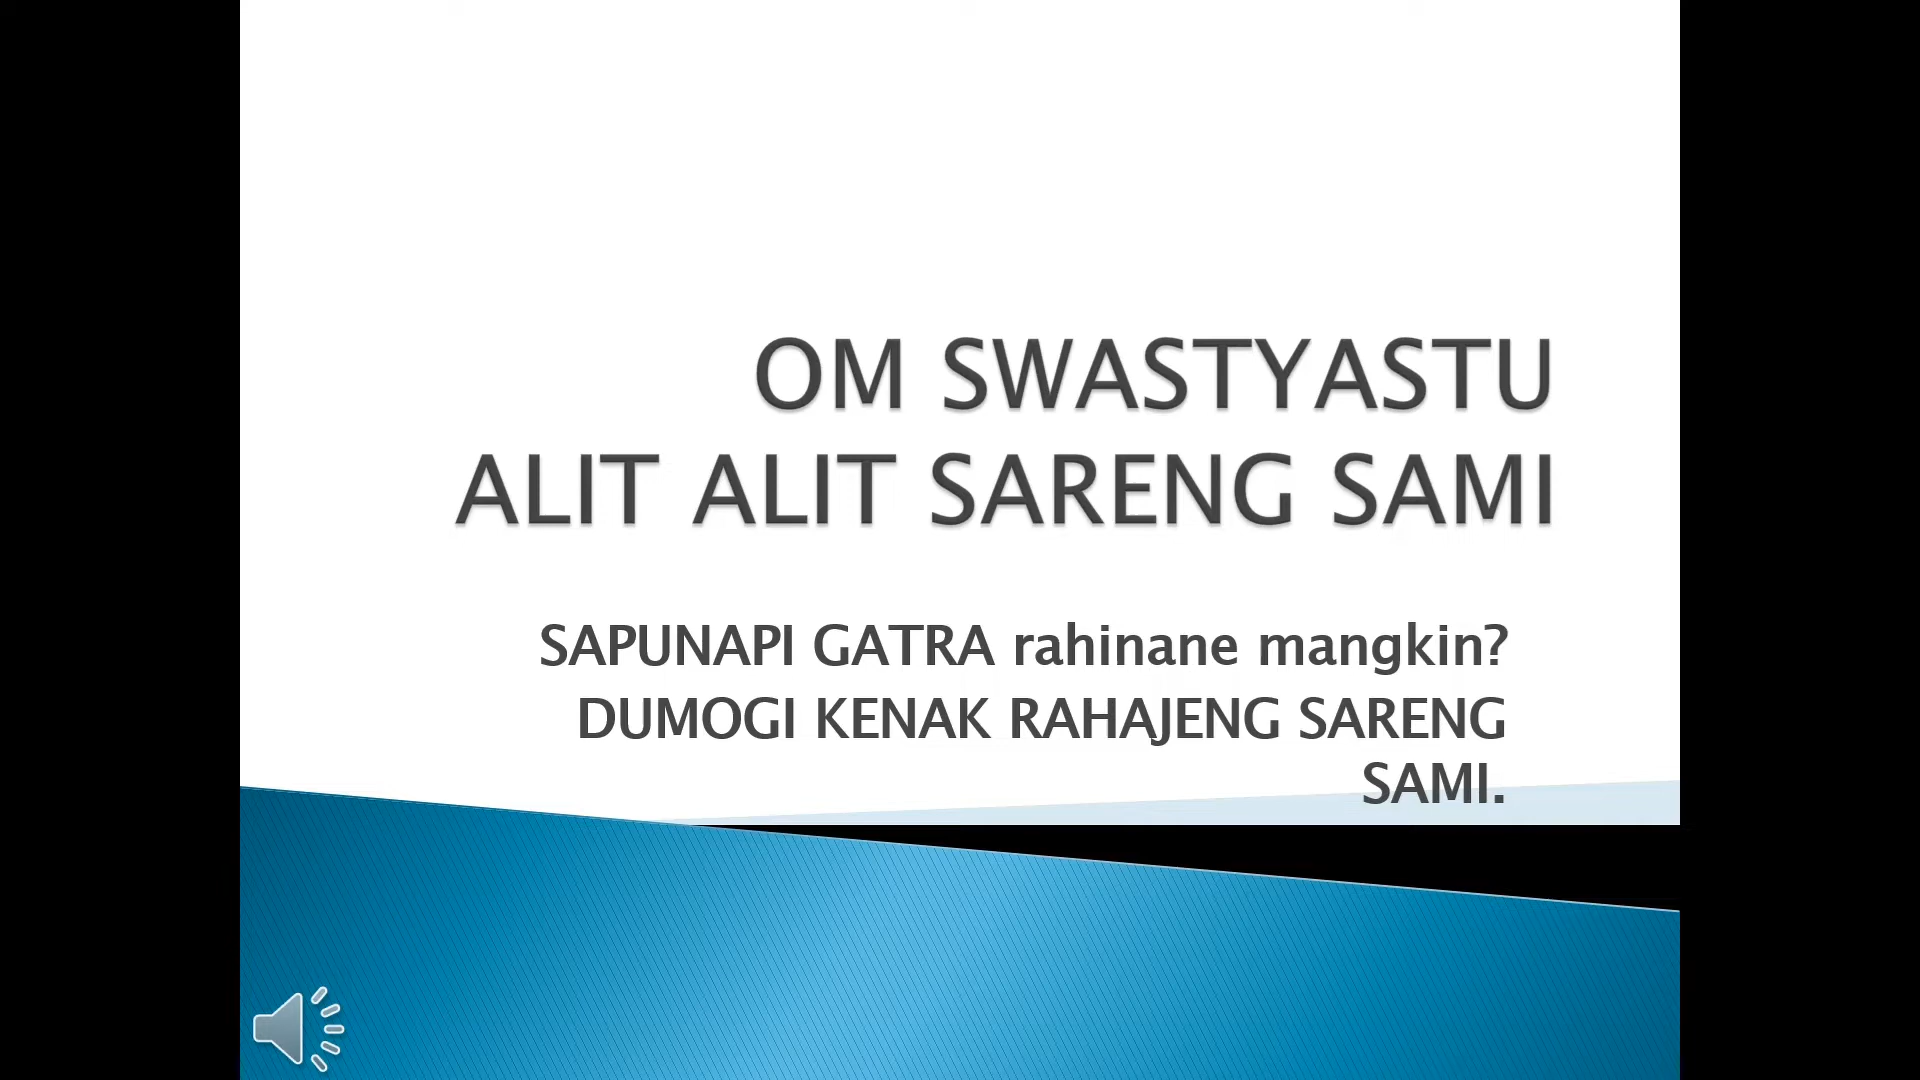 OM SWASTYASTU
ALIT ALIT SARENG SAMI
SAPUNAPI GATRA rahinane mangkin?
DUMOGI KENAK RAHAJENG SARENG
SAMI.